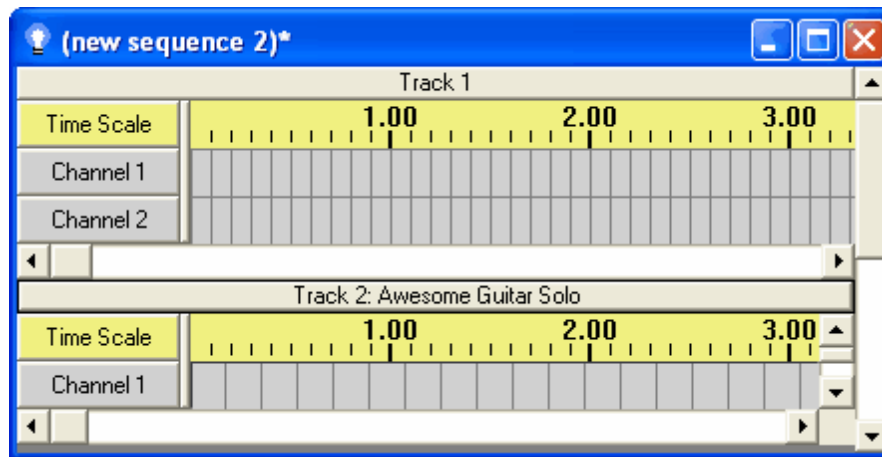 (new sequence 2)*
Track 1
Time Scale 1.00 2.00 3.00
Channel 1
Channel 2
Track 2: Awesome Guitar Solo
Time Scale 1.00 2.00 3.00
Channel 1